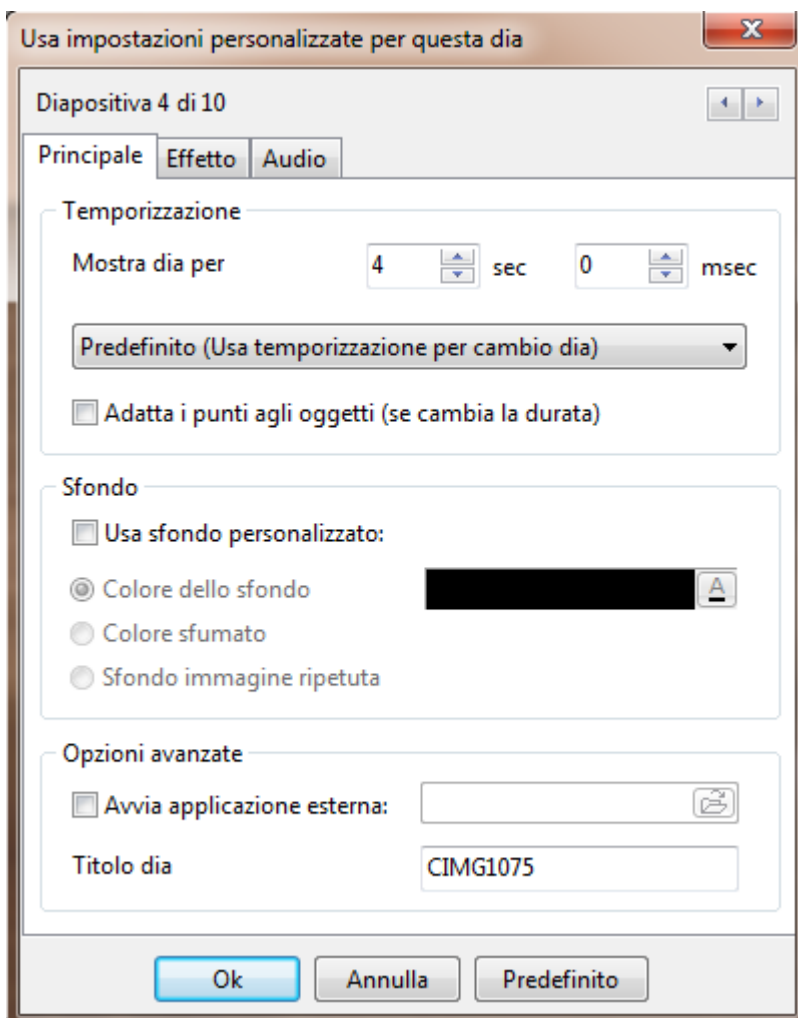 Usa impostazioni personalizzate per questa dia
Diapositiva 4 di 10
Principale Effetto Audio
Temporizzazione
Mostra dia per 4 sec 0 msec
Predefinito (Usa temporizzazione per cambio dia)
Adatta i punti agli oggetti (se cambia la durata)
Sfondo
Usa sfondo personalizzato:
Colore dello sfondo A
Colore sfumato
Sfondo immagine ripetuta
Opzioni avanzate
Avvia applicazione esterna:
Titolo dia CIMG1075
Ok Annulla Predefinito